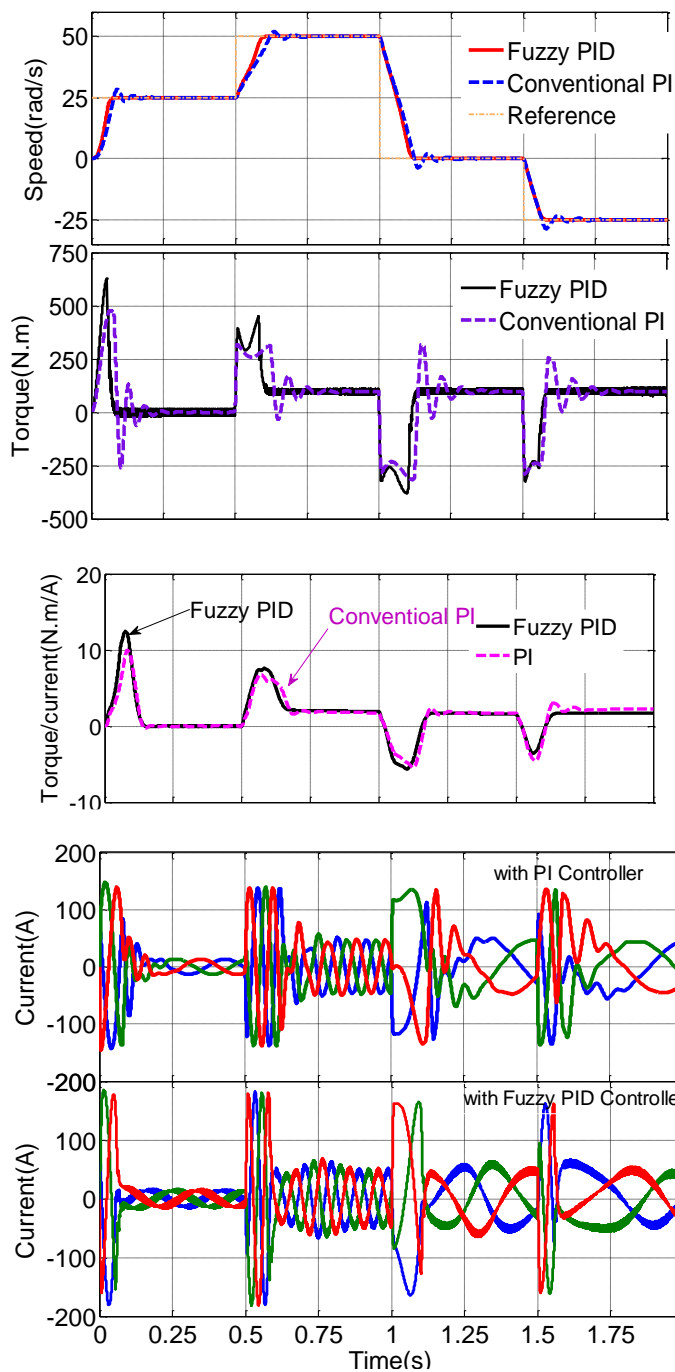 50
25
0
-25
Speed(rad/s)
Fuzzy PID
Conventional PI
Reference
750
500
250
0
-250
-500
Torque(N.m)
Fuzzy PID
Conventional PI
20
10
0
-10
Torque/current(N.m/A)
Fuzzy PID
Conventioal PI
Fuzzy PID
PI
200
100
0
-100
-200
Current(A)
with PI Controller
200
100
0
-100
-200
Current(A)
with Fuzzy PID Controlle
0 0.25 0.5 0.75 1 1.25 1.5 1.75
Time(s)